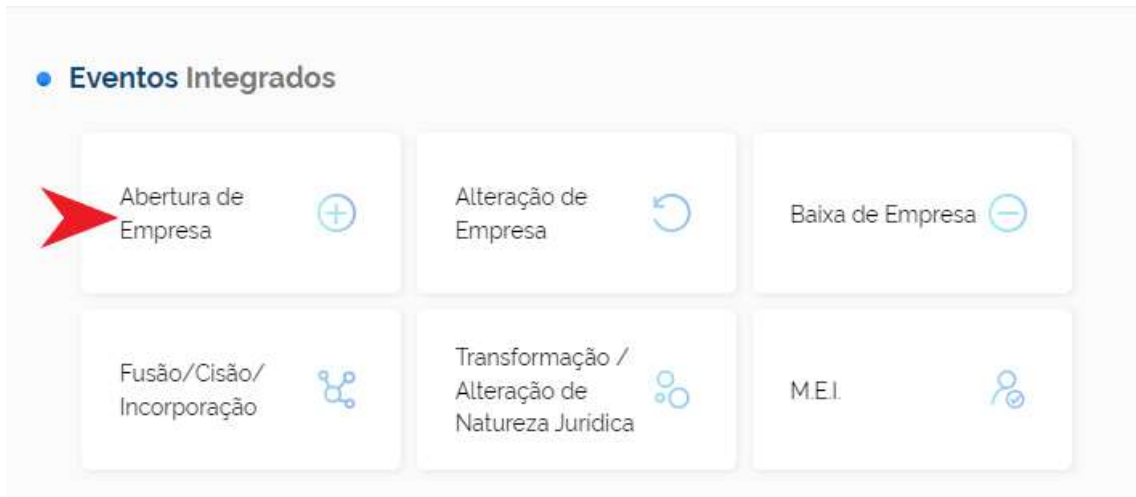 Eventos Integrados
Abertura de
Empresa
Alteração de
Empresa
Baixa de Empresa
Fusão/Cisão/
Incorporação
Transformação /
Alteração de
Natureza Jurídica
M.E.I.